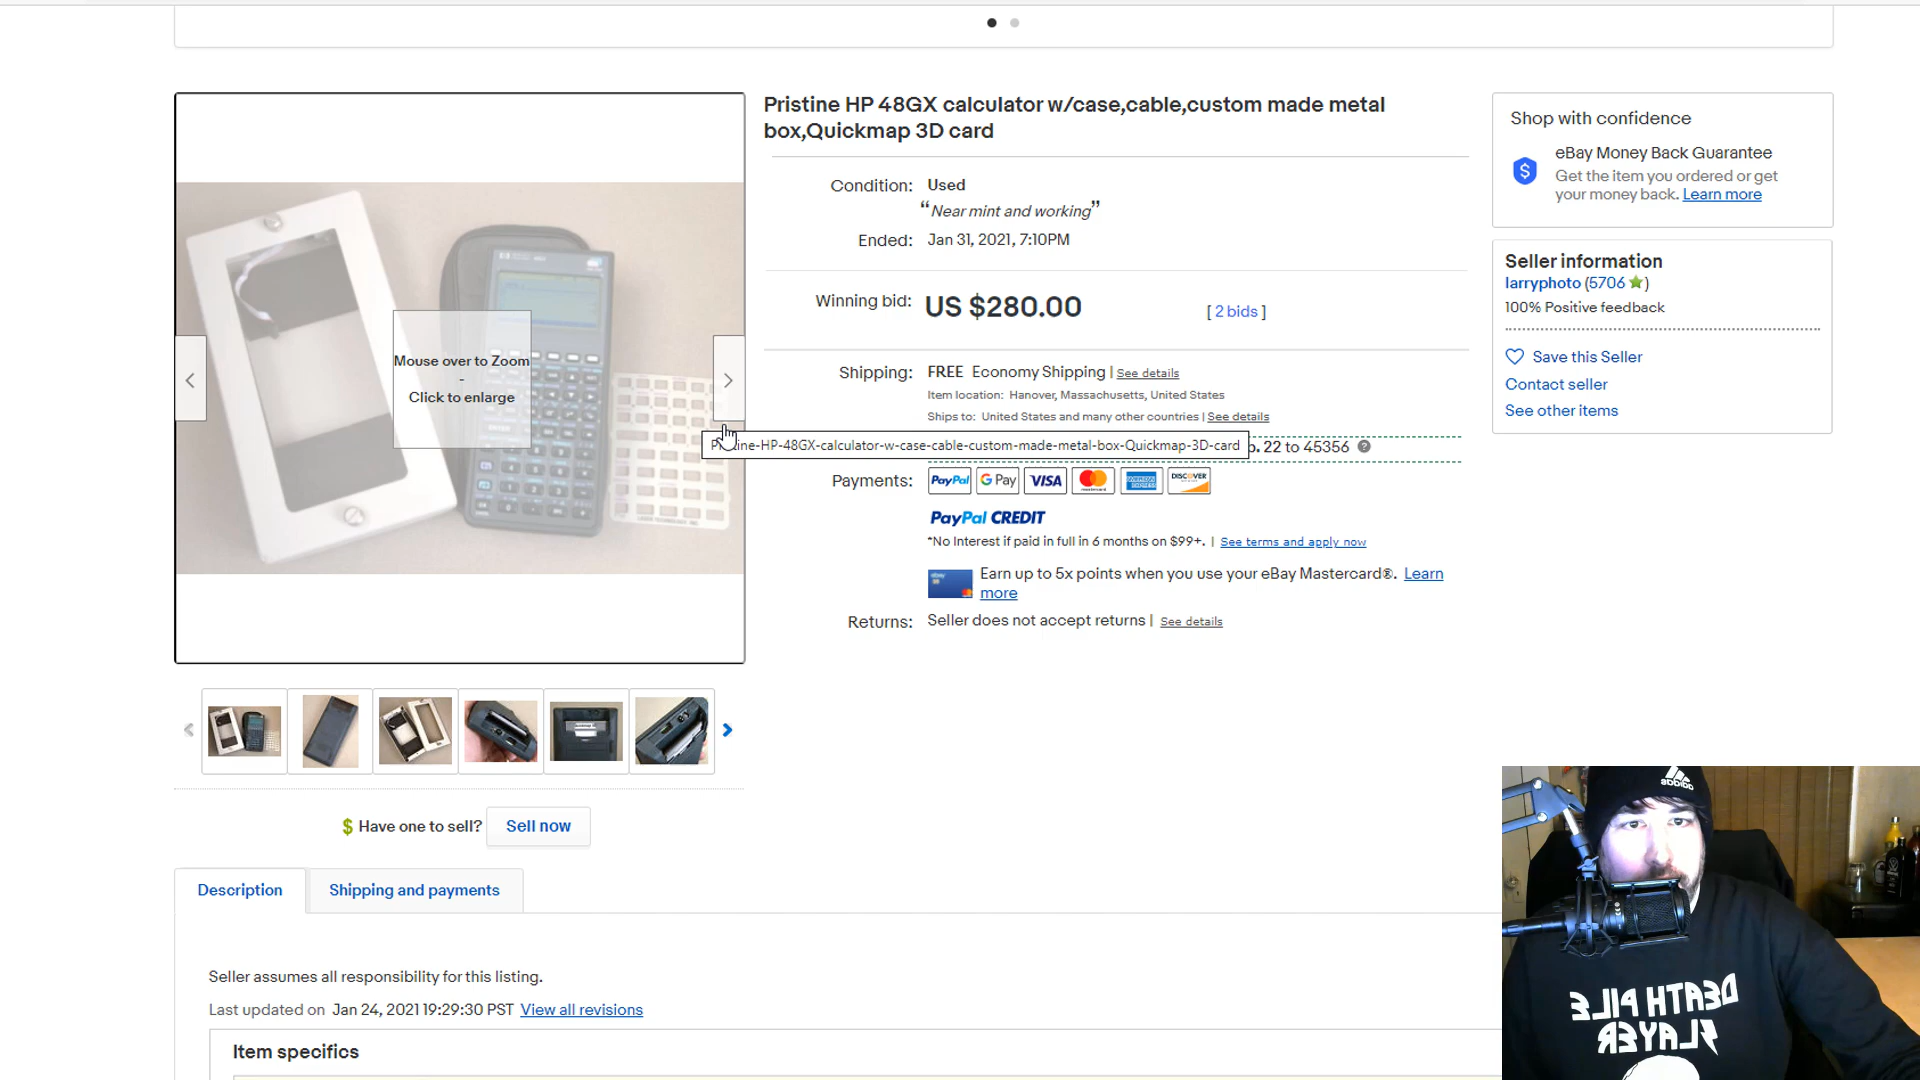 Pristine HP 48GX calculator w/case,cable,custom made metal
box,Quickmap 3D card
Condition: Used
“Near mint and working”
Ended: Jan 31, 2021, 7:10PM
Winning bid: US $280.00 [ 2 bids ]
Shipping: FREE Economy Shipping | See details
Item location: Hanover, Massachusetts, United States
Ships to: United States and many other countries | See details
-HP-48GX-calculator-w-case-cable-custom-made-metal-box-Quickmap-3D-card 22 to 45356
Payments: PayPal G Pay VISA mastercard AMERICAN EXPRESS DISCOVER
PayPal CREDIT
*No Interest if paid in full in 6 months on $99+. | See terms and apply now
Earn up to 5x points when you use your eBay Mastercard®. Learn
more
Returns: Seller does not accept returns | See details
Mouse over to Zoom
-
Click to enlarge
$ Have one to sell? Sell now
Description Shipping and payments
Seller assumes all responsibility for this listing.
Last updated on Jan 24, 2021 19:29:30 PST View all revisions
Item specifics
Shop with confidence
eBay Money Back Guarantee
Get the item you ordered or get
your money back. Learn more
Seller information
larryphoto (5706)
100% Positive feedback
Save this Seller
Contact seller
See other items
adidas
DEATH PILE
SLAYER